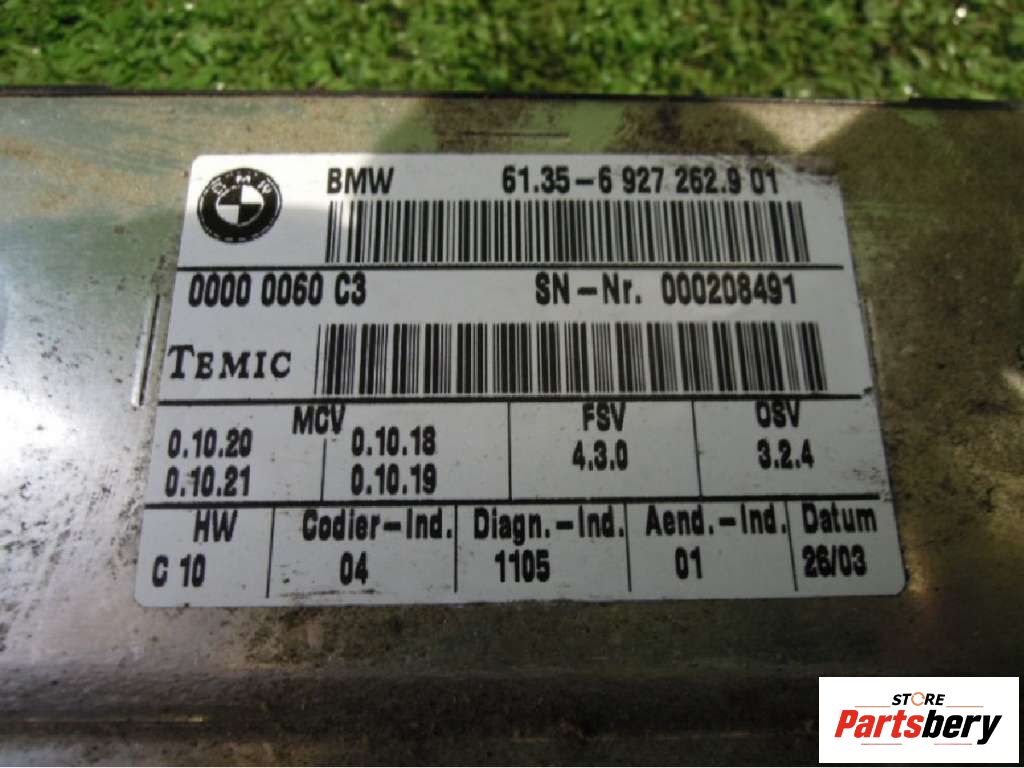 BMW
BMW 61.35-6 927 262.9 01
0000 0060 C3 SN-Nr. 000208491
TEMIC
MCV FSV OSV
0.10.20 0.10.18 4.3.0 3.2.4
0.10.21 0.10.19
HW Codier-Ind. Diagn.-Ind. Aend.-Ind. Datum
C 10 04 1105 01 26/03
STORE
Partsbery